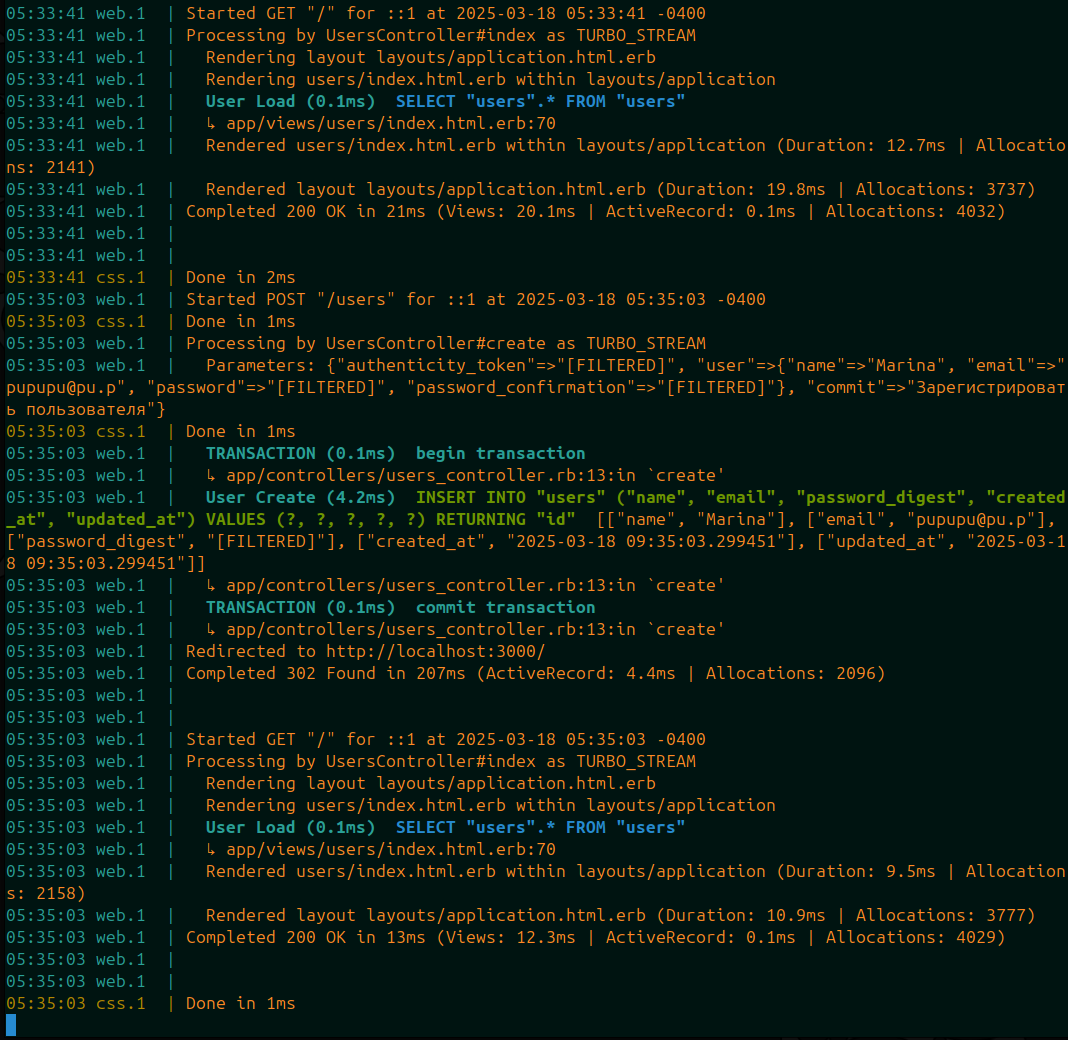 05:33:41 web.1  | Started GET "/" for ::1 at 2025-03-18 05:33:41 -0400
05:33:41 web.1  | Processing by UsersController#index as TURBO_STREAM
05:33:41 web.1  |   Rendering layout layouts/application.html.erb
05:33:41 web.1  |   Rendering users/index.html.erb within layouts/application
05:33:41 web.1  |   User Load (0.1ms)  SELECT "users".* FROM "users"
05:33:41 web.1  |   ↳ app/views/users/index.html.erb:70
05:33:41 web.1  |   Rendered users/index.html.erb within layouts/application (Duration: 12.7ms | Allocatio
ns: 2141)
05:33:41 web.1  |   Rendered layout layouts/application.html.erb (Duration: 19.8ms | Allocations: 3737)
05:33:41 web.1  | Completed 200 OK in 21ms (Views: 20.1ms | ActiveRecord: 0.1ms | Allocations: 4032)
05:33:41 web.1  |
05:33:41 web.1  |
05:33:41 css.1  | Done in 2ms
05:35:03 web.1  | Started POST "/users" for ::1 at 2025-03-18 05:35:03 -0400
05:35:03 css.1  | Done in 1ms
05:35:03 web.1  | Processing by UsersController#create as TURBO_STREAM
05:35:03 web.1  |   Parameters: {"authenticity_token"=>"[FILTERED]", "user"=>{"name"=>"Marina", "email"=>"
pupupu@pu.p", "password"=>"[FILTERED]", "password_confirmation"=>"[FILTERED]"}, "commit"=>"Зарегистрироват
ь пользователя"}
05:35:03 css.1  | Done in 1ms
05:35:03 web.1  |   TRANSACTION (0.1ms)  begin transaction
05:35:03 web.1  |   ↳ app/controllers/users_controller.rb:13:in `create'
05:35:03 web.1  |   User Create (4.2ms)  INSERT INTO "users" ("name", "email", "password_digest", "created
_at", "updated_at") VALUES (?, ?, ?, ?, ?) RETURNING "id"  [["name", "Marina"], ["email", "pupupu@pu.p"],
["password_digest", "[FILTERED]"], ["created_at", "2025-03-18 09:35:03.299451"], ["updated_at", "2025-03-1
8 09:35:03.299451"]]
05:35:03 web.1  |   ↳ app/controllers/users_controller.rb:13:in `create'
05:35:03 web.1  |   TRANSACTION (0.1ms)  commit transaction
05:35:03 web.1  |   ↳ app/controllers/users_controller.rb:13:in `create'
05:35:03 web.1  | Redirected to http://localhost:3000/
05:35:03 web.1  | Completed 302 Found in 207ms (ActiveRecord: 4.4ms | Allocations: 2096)
05:35:03 web.1  |
05:35:03 web.1  |
05:35:03 web.1  | Started GET "/" for ::1 at 2025-03-18 05:35:03 -0400
05:35:03 web.1  | Processing by UsersController#index as TURBO_STREAM
05:35:03 web.1  |   Rendering layout layouts/application.html.erb
05:35:03 web.1  |   Rendering users/index.html.erb within layouts/application
05:35:03 web.1  |   User Load (0.1ms)  SELECT "users".* FROM "users"
05:35:03 web.1  |   ↳ app/views/users/index.html.erb:70
05:35:03 web.1  |   Rendered users/index.html.erb within layouts/application (Duration: 9.5ms | Allocation
s: 2158)
05:35:03 web.1  |   Rendered layout layouts/application.html.erb (Duration: 10.9ms | Allocations: 3777)
05:35:03 web.1  | Completed 200 OK in 13ms (Views: 12.3ms | ActiveRecord: 0.1ms | Allocations: 4029)
05:35:03 web.1  |
05:35:03 web.1  |
05:35:03 css.1  | Done in 1ms